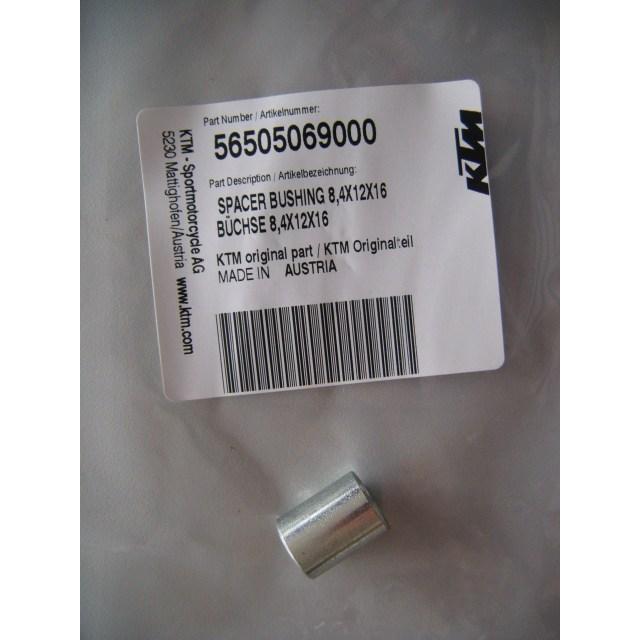 Part Number / Artikelnummer:
56505069000
Part Description / Artikelbezeichnung:
SPACER BUSHING 8,4X12X16
BÜCHSE 8,4X12X16
KTM original part / KTM Originalteil
MADE IN AUSTRIA
KTM
KTM - Sportmotorcycle AG
5230 Mattighofen/Austria www.ktm.com